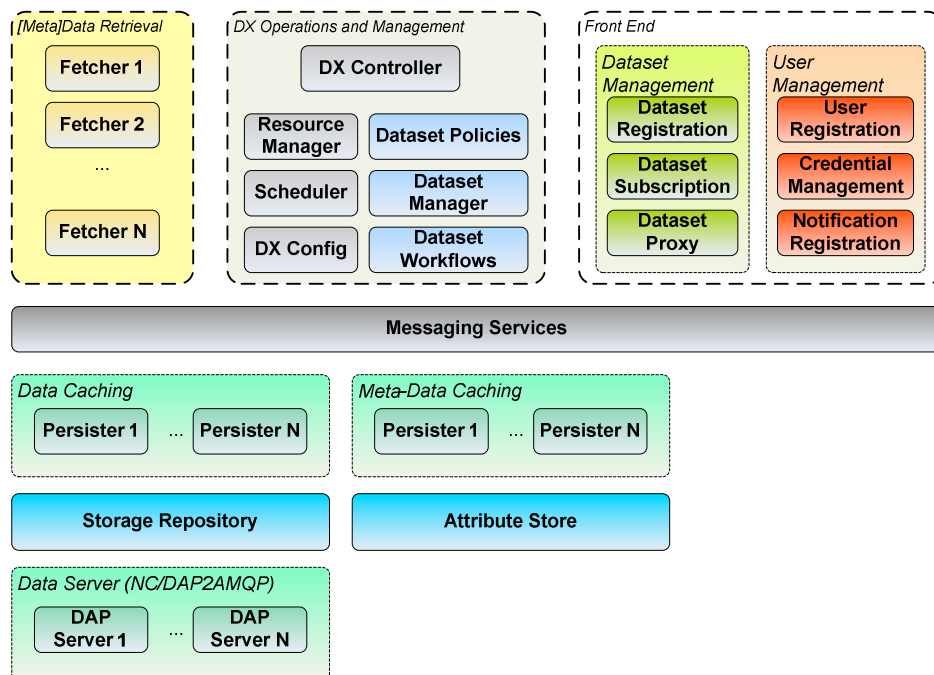 [Meta]Data Retrieval
Fetcher 1
Fetcher 2
...
Fetcher N
DX Operations and Management
DX Controller
Resource
Manager
Dataset Policies
Scheduler
Dataset
Manager
DX Config
Dataset
Workflows
Front End
Dataset
Management
Dataset
Registration
Dataset
Subscription
Dataset
Proxy
User
Management
User
Registration
Credential
Management
Notification
Registration
Messaging Services
Data Caching
Persister 1
...
Persister N
Meta-Data Caching
Persister 1
...
Persister N
Storage Repository
Attribute Store
Data Server (NC/DAP2AMQP)
DAP
Server 1
...
DAP
Server N